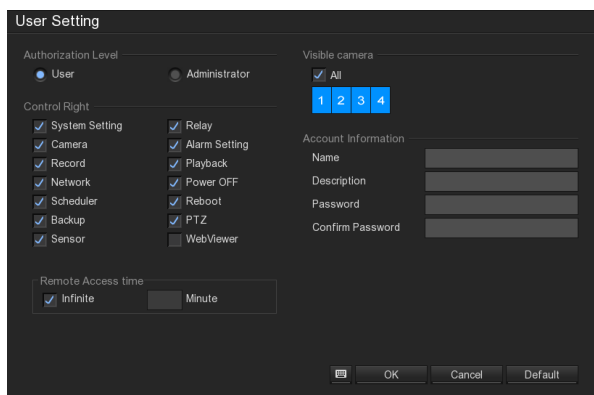 User Setting
Authorization Level
User Administrator
Control Right
System Setting Relay
Camera Alarm Setting
Record Playback
Network Power OFF
Scheduler Reboot
Backup PTZ
Sensor WebViewer
Remote Access time
Infinite Minute
Visible camera
All
1 2 3 4
Account Information
Name
Description
Password
Confirm Password
OK Cancel Default